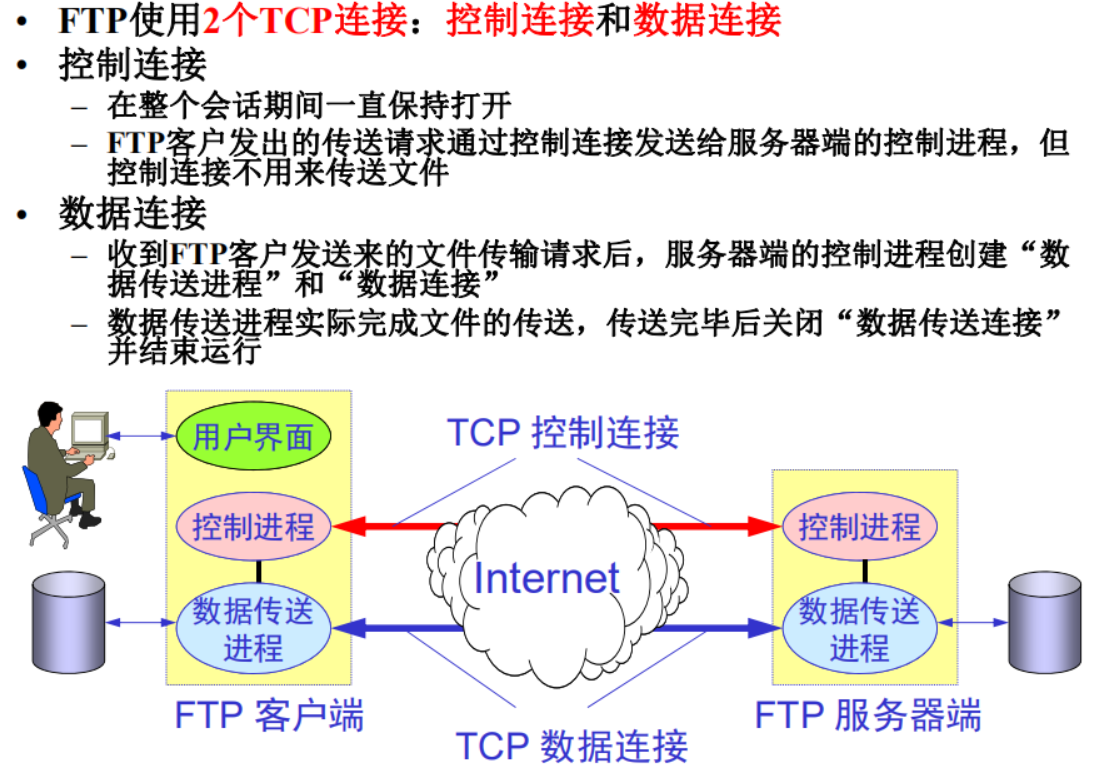 • FTP使用2个TCP连接：控制连接和数据连接
• 控制连接
– 在整个会话期间一直保持打开
– FTP客户发出的传送请求通过控制连接发送给服务器端的控制进程，但
控制连接不用来传送文件
• 数据连接
– 收到FTP客户发送来的文件传输请求后，服务器端的控制进程创建“数
据传送进程”和“数据连接”
– 数据传送进程实际完成文件的传送，传送完毕后关闭“数据传送连接”
并结束运行
用户界面
TCP 控制连接
控制进程
控制进程
Internet
数据传送
进程
数据传送
进程
FTP 客户端
FTP 服务器端
TCP 数据连接